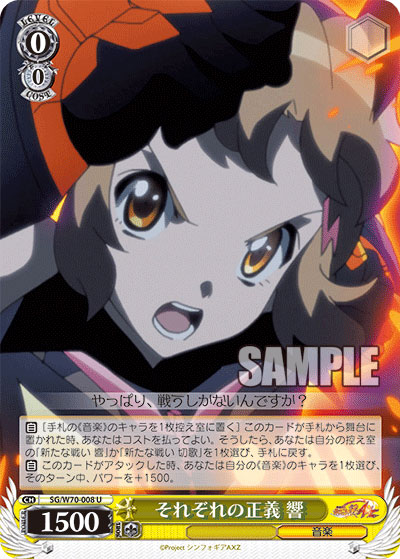 LEVEL
0
0
COST
SAMPLE
やっぱり、戦うしかないんですか？
自 ［手札の《音楽》のキャラを1枚控え室に置く］ このカードが手札から舞台
に置かれた時、あなたはコストを払ってよい。そうしたら、あなたは自分の控え室
の「新たな戦い 響」か「新たな戦い 切歌」を1枚選び、手札に戻す。
自 このカードがアタックした時、あなたは自分の《音楽》のキャラを1枚選び、
そのターン中、パワーを＋1500。
CH SG/W70-008 U
1500
それぞれの正義 響
音楽
©Project シンフォギアAXZ